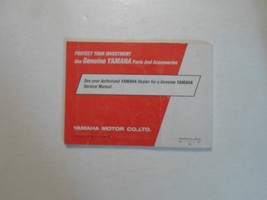 PROTECT YOUR INVESTMENT
Use Genuine YAMAHA Parts And Accessories
See your Authorized YAMAHA Dealer for a Genuine YAMAHA
Service Manual.
YAMAHA MOTOR CO.,LTD.